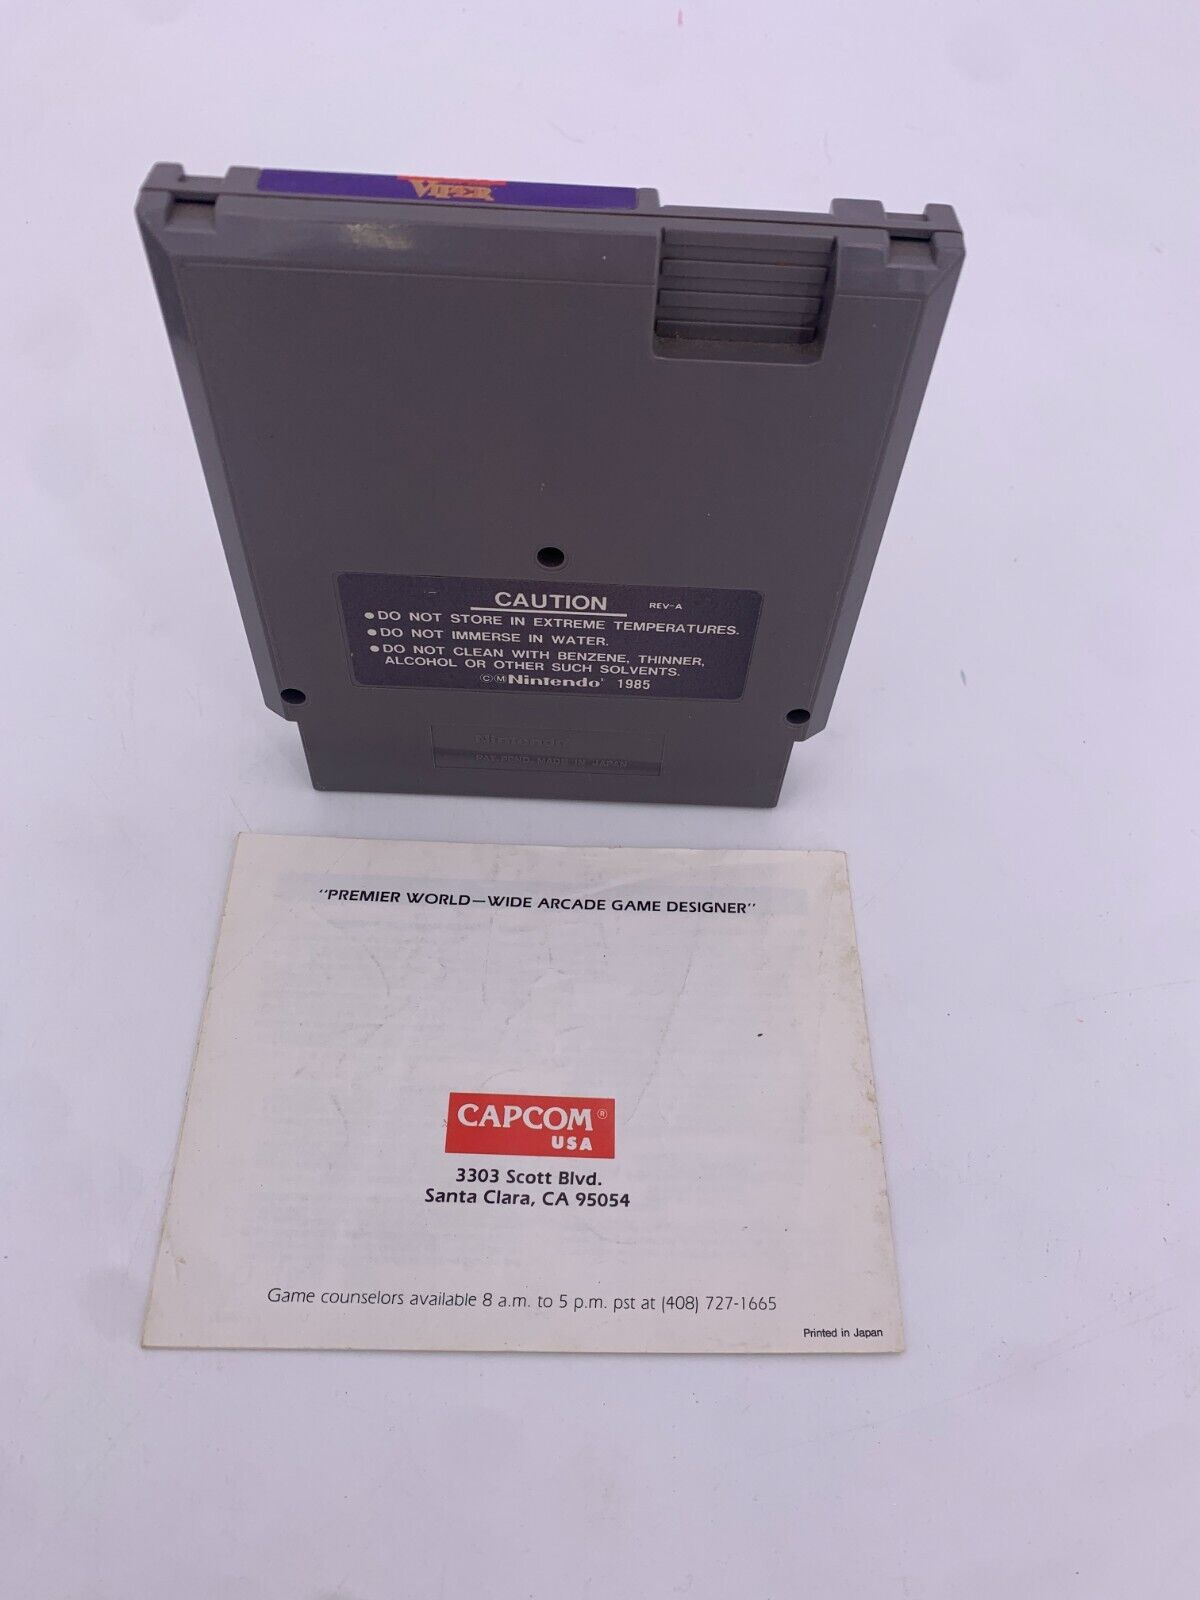 VIPER
CAUTION REV-A
●DO NOT STORE IN EXTREME TEMPERATURES.
●DO NOT IMMERSE IN WATER.
●DO NOT CLEAN WITH BENZENE, THINNER,
ALCOHOL OR OTHER SUCH SOLVENTS.
©Ⓜ Nintendo® 1985
Nintendo®
PAT. PEND. MADE IN JAPAN
"PREMIER WORLD—WIDE ARCADE GAME DESIGNER"
CAPCOM®
USA
3303 Scott Blvd.
Santa Clara, CA 95054
Game counselors available 8 a.m. to 5 p.m. pst at (408) 727-1665
Printed in Japan